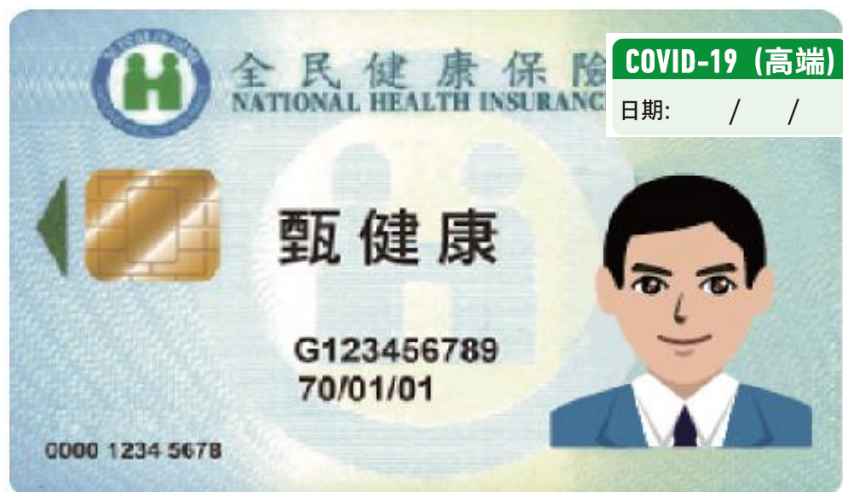 全民健康保險
NATIONAL HEALTH INSURANC
COVID-19 (高端)
日期: / /
甄健康
G123456789
70/01/01
0000 1234 5678